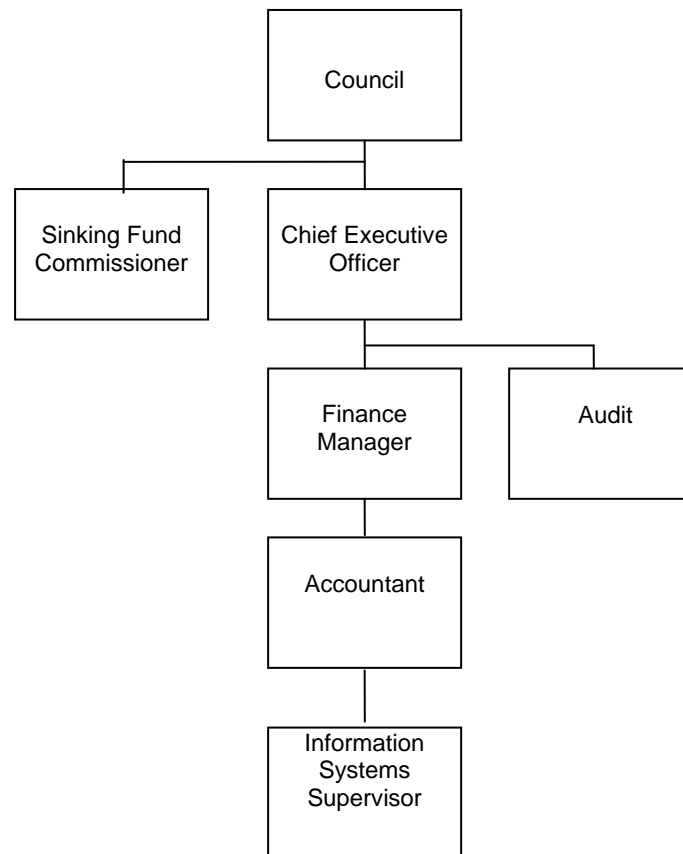 Council
Sinking Fund
Commissioner
Chief Executive
Officer
Finance
Manager
Audit
Accountant
Information
Systems
Supervisor